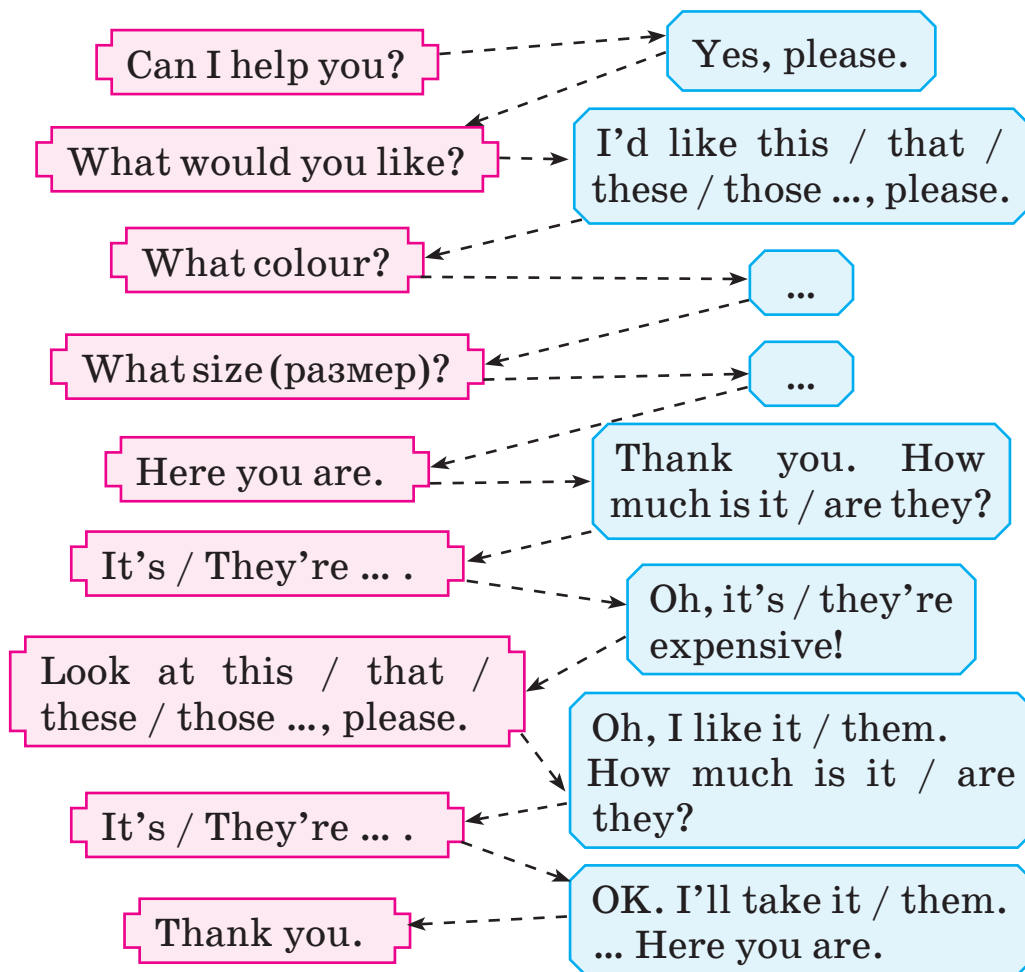 Can I help you?
Yes, please.
What would you like?
I'd like this / that /
these / those ..., please.
What colour?
...
What size (размер)?
...
Here you are.
Thank you. How
much is it / are they?
It's / They're ... .
Oh, it's / they're
expensive!
Look at this / that /
these / those ..., please.
Oh, I like it / them.
How much is it / are
they?
It's / They're ... .
OK. I'll take it / them.
... Here you are.
Thank you.